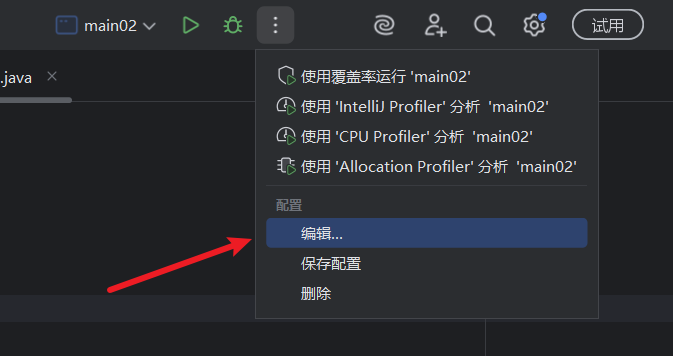 main02
试用
.java
使用覆盖率运行 'main02'
使用 'IntelliJ Profiler' 分析 'main02'
使用 'CPU Profiler' 分析 'main02'
使用 'Allocation Profiler' 分析 'main02'
配置
编辑...
保存配置
删除